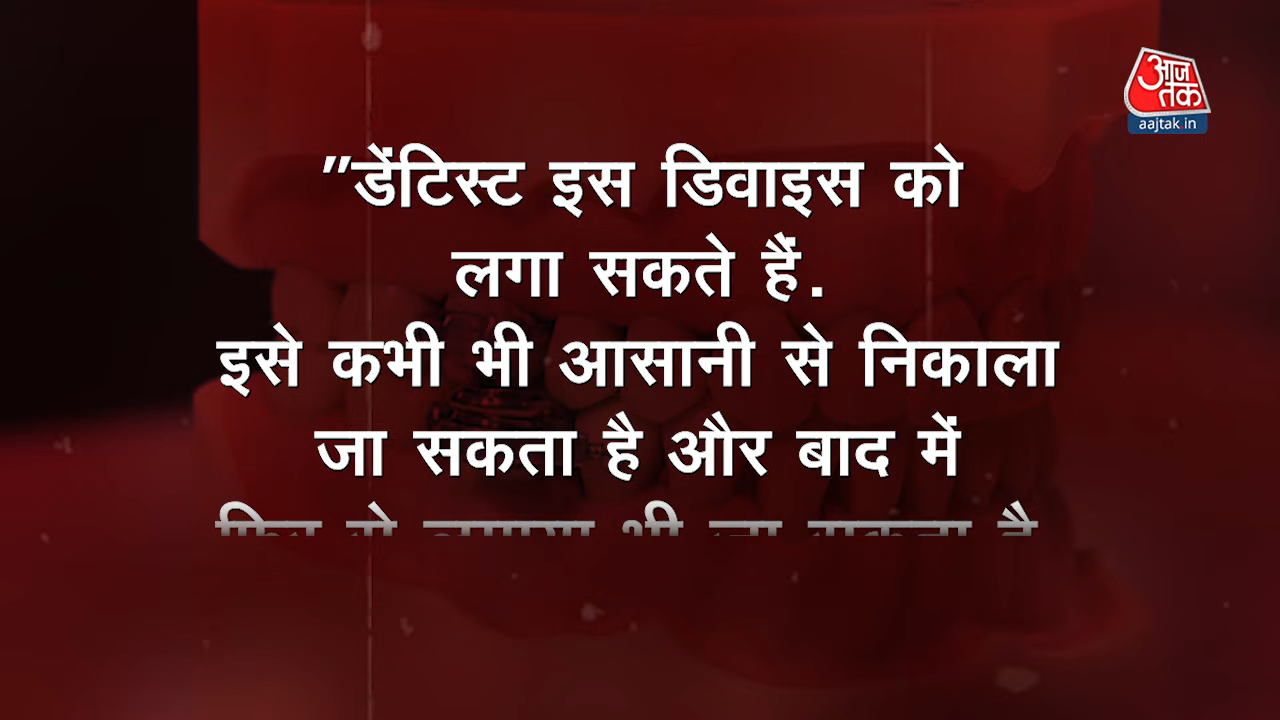 आज
तक
aajtak in
"डेंटिस्ट इस डिवाइस को
लगा सकते हैं.
इसे कभी भी आसानी से निकाला
जा सकता है और बाद में